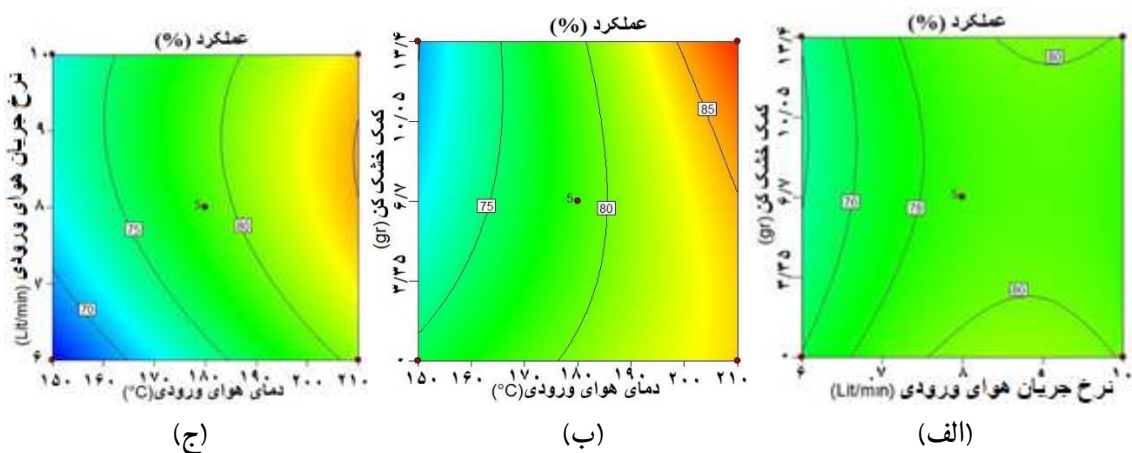 عملکرد (%)
۱۳/۴
۱۰/۰۵
۶/۷
۳/۳۵
۰
کمک خشک کن (gr)
80
76
78
5
80
۶ ۷ ۸ ۹ ۱۰
نرخ جریان هوای ورودی (Lit/min)
(الف)
عملکرد (%)
۱۳/۴
۱۰/۰۵
۶/۷
۳/۳۵
۰
کمک خشک کن (gr)
85
75
5
80
۱۵۰ ۱۶۰ ۱۷۰ ۱۸۰ ۱۹۰ ۲۰۰ ۲۱۰
دمای هوای ورودی(°C)
(ب)
عملکرد (%)
۱۰
۹
۸
۷
۶
نرخ جریان هوای ورودی (Lit/min)
5
75
80
70
۱۵۰ ۱۶۰ ۱۷۰ ۱۸۰ ۱۹۰ ۲۰۰ ۲۱۰
دمای هوای ورودی(°C)
(ج)